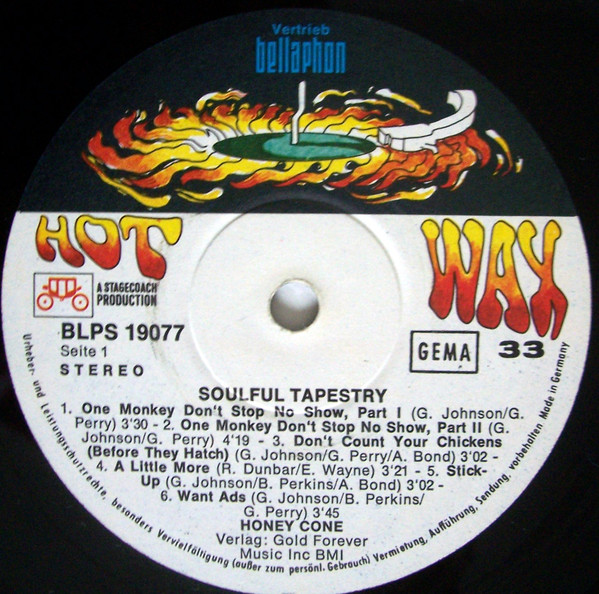 Vertrieb
bellaphon
HOT WAX
A STAGECOACH
PRODUCTION
BLPS 19077
Seite 1
STEREO
GEMA
33
SOULFUL TAPESTRY
1. One Monkey Don't Stop No Show, Part I (G. Johnson/G.
Perry) 3'30 - 2. One Monkey Don't Stop No Show, Part II (G.
Johnson/G. Perry) 4'19 - 3. Don't Count Your Chickens
(Before They Hatch) (G. Johnson/G.Perry/A. Bond) 3'02 -
4. A Little More (R. Dunbar/E. Wayne) 3'21 - 5. Stick-
Up (G. Johnson/B. Perkins/A. Bond) 3'02 -
6. Want Ads (G. Johnson/B. Perkins/
G. Perry) 3'45
HONEY CONE
Verlag: Gold Forever
Music Inc BMI
Urheber- und Leistungsschutzrechte, besonders Vervielfältigung (außer zum persönl. Gebrauch) Vermietung, Aufführung, Sendung, vorbehalten Made in Germany